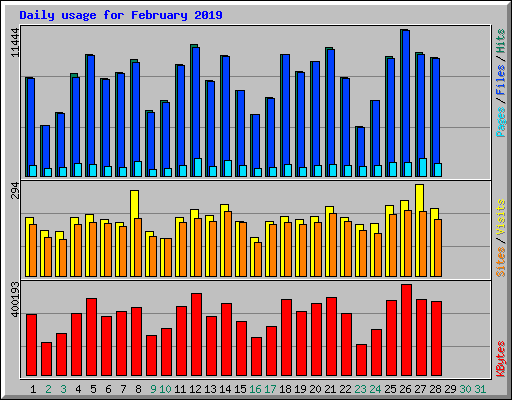 Daily usage for February 2019
11444
Pages / Files / Hits
294
Sites / Visits
400193
KBytes
1 2 3 4 5 6 7 8 9 10 11 12 13 14 15 16 17 18 19 20 21 22 23 24 25 26 27 28 29 30 31